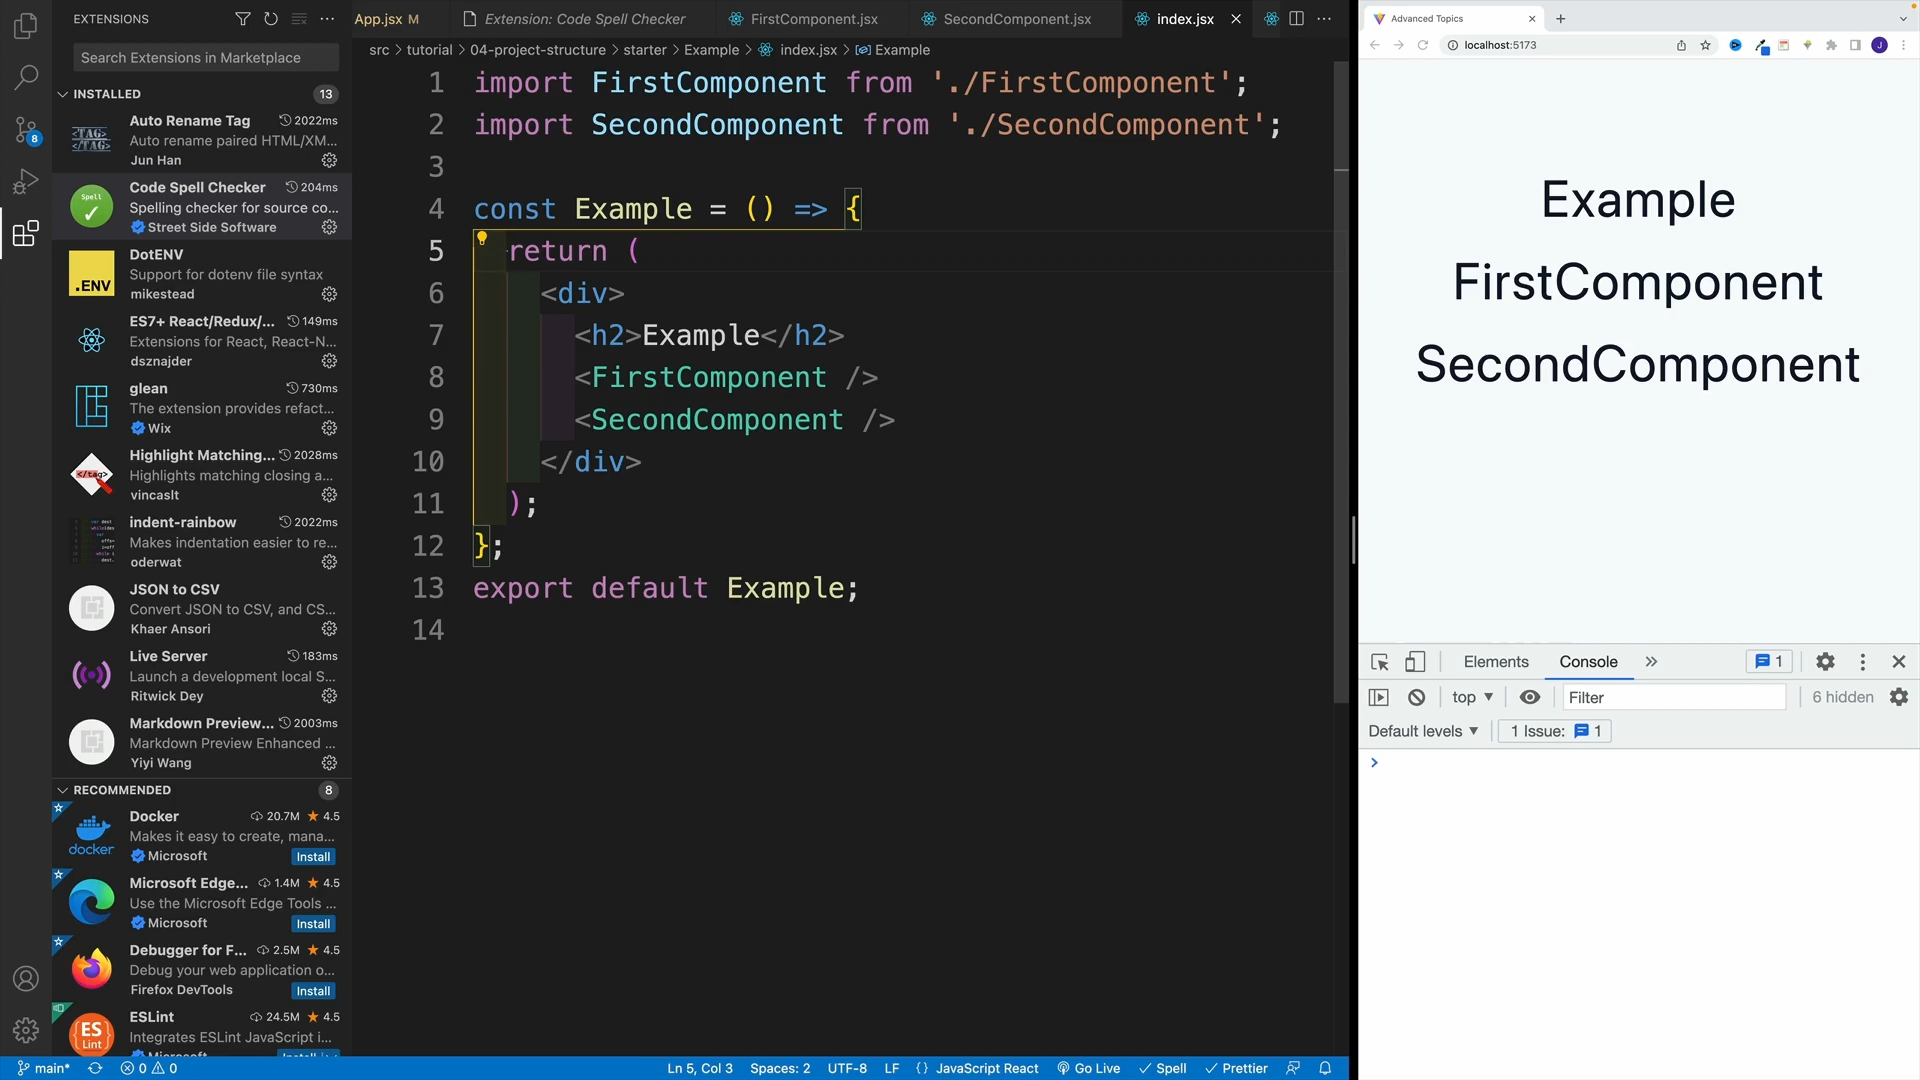 EXTENSIONS
Search Extensions in Marketplace
INSTALLED 13
Auto Rename Tag 2022ms
Auto rename paired HTML/XM...
Jun Han
Code Spell Checker 204ms
Spelling checker for source co...
Street Side Software
DotENV
Support for dotenv file syntax
mikestead
ES7+ React/Redux/... 149ms
Extensions for React, React-N...
dsznajder
glean 730ms
The extension provides refact...
Wix
Highlight Matching... 2028ms
Highlights matching closing a...
vincaslt
indent-rainbow 2022ms
Makes indentation easier to re...
oderwat
JSON to CSV
Convert JSON to CSV, and CS...
Khaer Ansori
Live Server 183ms
Launch a development local S...
Ritwick Dey
Markdown Preview... 2003ms
Markdown Preview Enhanced ...
Yiyi Wang
RECOMMENDED 8
Docker 20.7M 4.5
Makes it easy to create, mana...
Microsoft Install
Microsoft Edge... 1.4M 4.5
Use the Microsoft Edge Tools ...
Microsoft Install
Debugger for F... 2.5M 4.5
Debug your web application o...
Firefox DevTools Install
ESLint 24.5M 4.5
Integrates ESLint JavaScript i...
Microsoft Install
8
<TAG>
</TAG>
Spell
.ENV
</tag>
docker
ES
Lint
App.jsx M
Extension: Code Spell Checker
FirstComponent.jsx
SecondComponent.jsx
index.jsx
src > tutorial > 04-project-structure > starter > Example > index.jsx > Example
1 import FirstComponent from './FirstComponent';
2 import SecondComponent from './SecondComponent';
3
4 const Example = () => {
5 return (
6 <div>
7 <h2>Example</h2>
8 <FirstComponent />
9 <SecondComponent />
10 </div>
11 );
12 };
13 export default Example;
14
main* 0 0
Ln 5, Col 3 Spaces: 2 UTF-8 LF {} JavaScript React Go Live Spell Prettier
Advanced Topics
localhost:5173
J
Example
FirstComponent
SecondComponent
Elements Console 1
top Filter 6 hidden
Default levels 1 Issue: 1